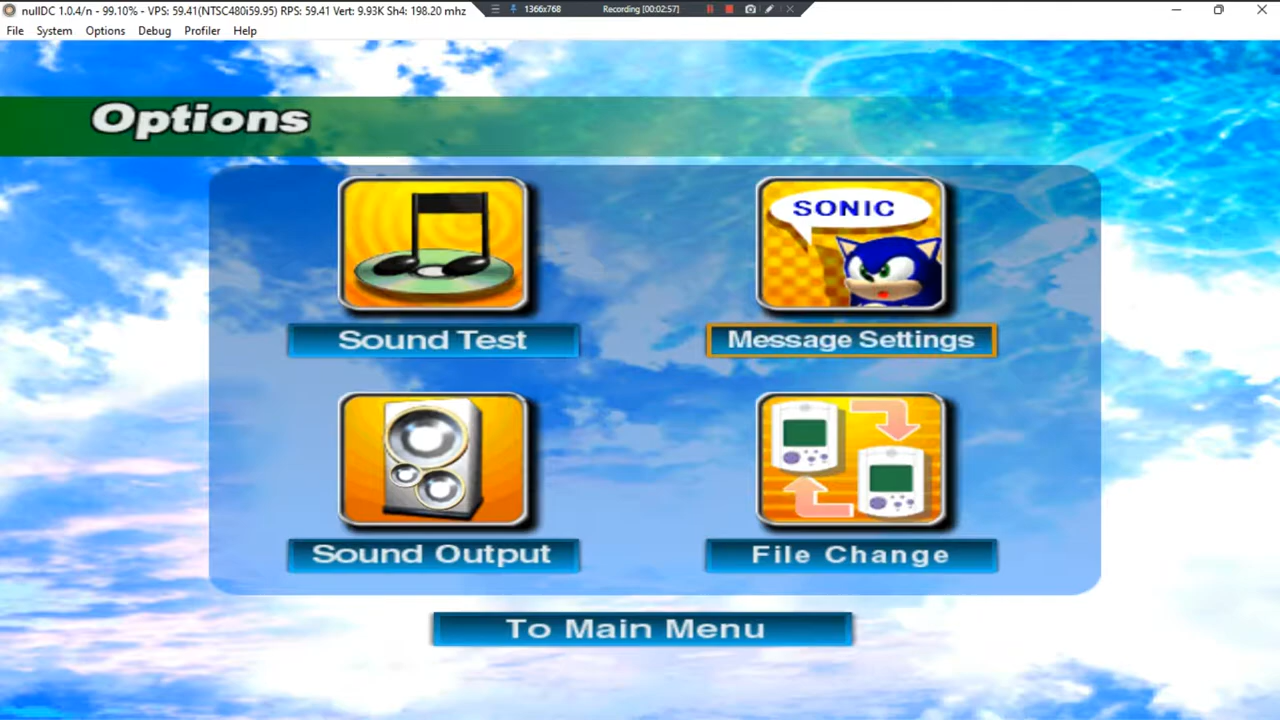 nullDC 1.0.4/n - 99.10% - VPS: 59.41(NTSC480i59.95) RPS: 59.41 Vert: 9.93K Sh4: 198.20 mhz
1366x768
Recording [00:02:57]
File System Options Debug Profiler Help
Options
SONIC
Sound Test
Message Settings
Sound Output
File Change
To Main Menu